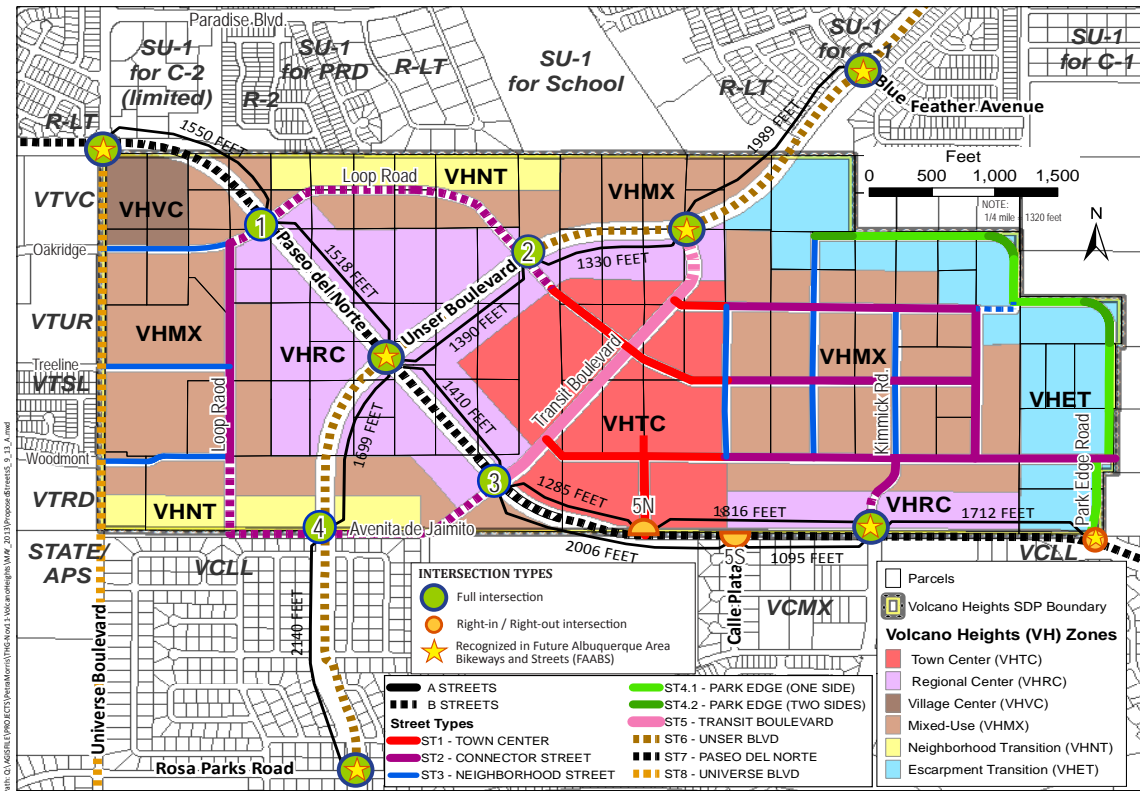 Paradise Blvd.
SU-1
for C-2
(limited)
SU-1
for PRD
R-2
R-LT
SU-1
for School
R-LT
SU-1
for C-1
SU-1
for C-1
R-LT
Blue
Feather Avenue
1550 FEET
1989 FEET
Feet
0 500 1,000 1,500
NOTE:
1/4 mile = 1320 feet
N
VTVC
VHVC
VHNT
Loop Road
VHMX
Oakridge
1
2
Paseo del Norte
1518 FEET
Unser Boulevard
1330 FEET
1390 FEET
VTUR
VHMX
VHRC
Transit Boulevard
VHMX
Kimmick Rd.
VHET
Treeline
VTSL
Loop Raod
1410 FEET
VHTC
1699 FEET
Woodmont
Park Edge Road
VTRD
VHNT
3
1285 FEET
5N
VHRC
4
Avenita de Jaimito
1816 FEET
1712 FEET
2006 FEET
5S
1095 FEET
STATE/
APS
VCLL
VCLL
Calle Plata
VCMX
2140 FEET
Universe Boulevard
Rosa Parks Road
INTERSECTION TYPES
Full intersection
Right-in / Right-out intersection
Recognized in Future Albuquerque Area
Bikeways and Streets (FAABS)
A STREETS
B STREETS
Street Types
ST1 - TOWN CENTER
ST2 - CONNECTOR STREET
ST3 - NEIGHBORHOOD STREET
ST4.1 - PARK EDGE (ONE SIDE)
ST4.2 - PARK EDGE (TWO SIDES)
ST5 - TRANSIT BOULEVARD
ST6 - UNSER BLVD
ST7 - PASEO DEL NORTE
ST8 - UNIVERSE BLVD
Parcels
Volcano Heights SDP Boundary
Volcano Heights (VH) Zones
Town Center (VHTC)
Regional Center (VHRC)
Village Center (VHVC)
Mixed-Use (VHMX)
Neighborhood Transition (VHNT)
Escarpment Transition (VHET)